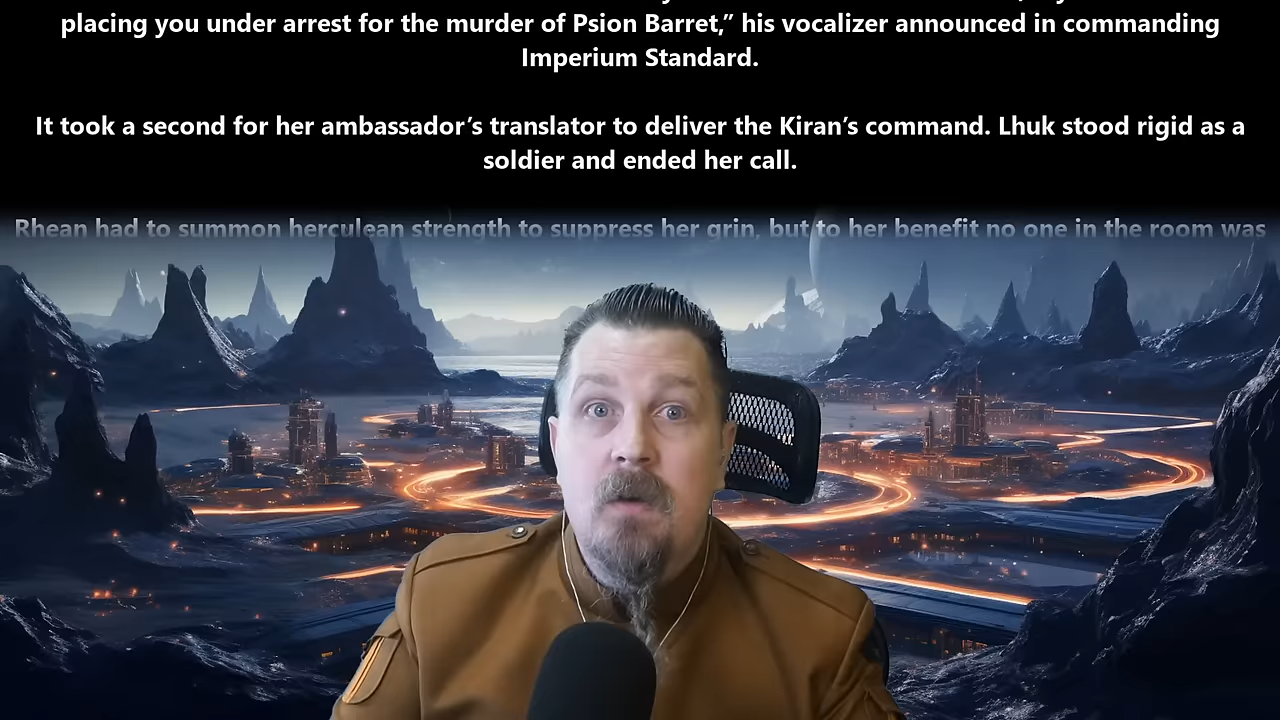 placing you under arrest for the murder of Psion Barret,” his vocalizer announced in commanding
Imperium Standard.
It took a second for her ambassador’s translator to deliver the Kiran’s command. Lhuk stood rigid as a
soldier and ended her call.
Rhean had to summon herculean strength to suppress her grin, but to her benefit no one in the room was